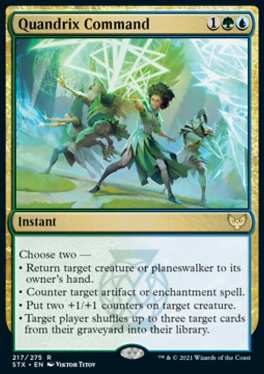 Quandrix Command 1
Instant
Choose two —
• Return target creature or planeswalker to its
owner's hand.
• Counter target artifact or enchantment spell.
• Put two +1/+1 counters on target creature.
• Target player shuffles up to three target cards
from their graveyard into their library.
217/275 R
STX • EN Viktor Titov
™ & © 2021 Wizards of the Coast